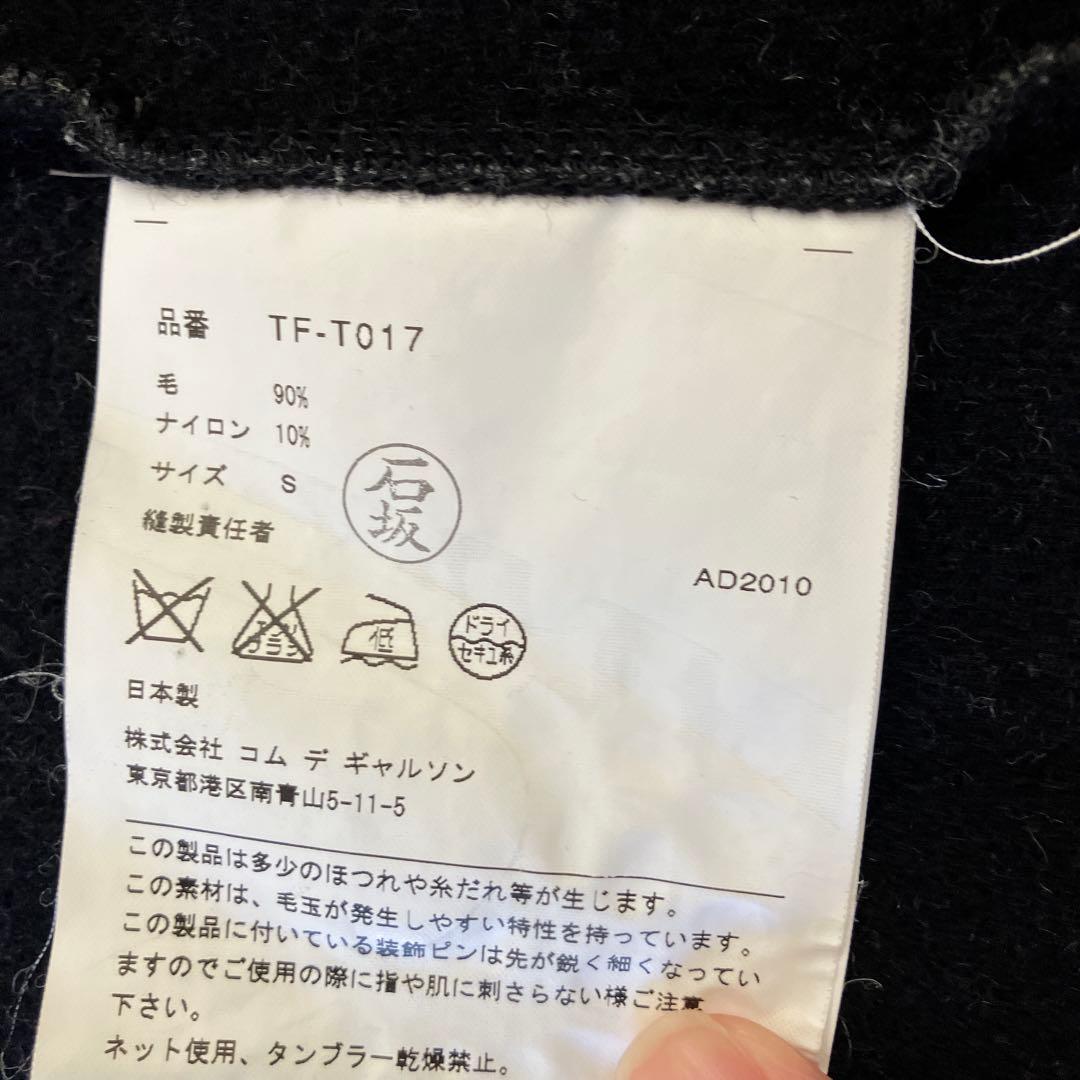 品番 TF-T017
毛 90%
ナイロン 10%
サイズ S
縫製責任者 石坂
AD2010
エンソ サラシ 低 ドライ セキユ系
日本製
株式会社 コム デ ギャルソン
東京都港区南青山5-11-5
この製品は多少のほつれや糸だれ等が生じます。
この素材は、毛玉が発生しやすい特性を持っています。
この製品に付いている装飾ピンは先が鋭く細くなってい
ますのでご使用の際に指や肌に刺さらない様ご注意
下さい。
ネット使用、タンブラー乾燥禁止。